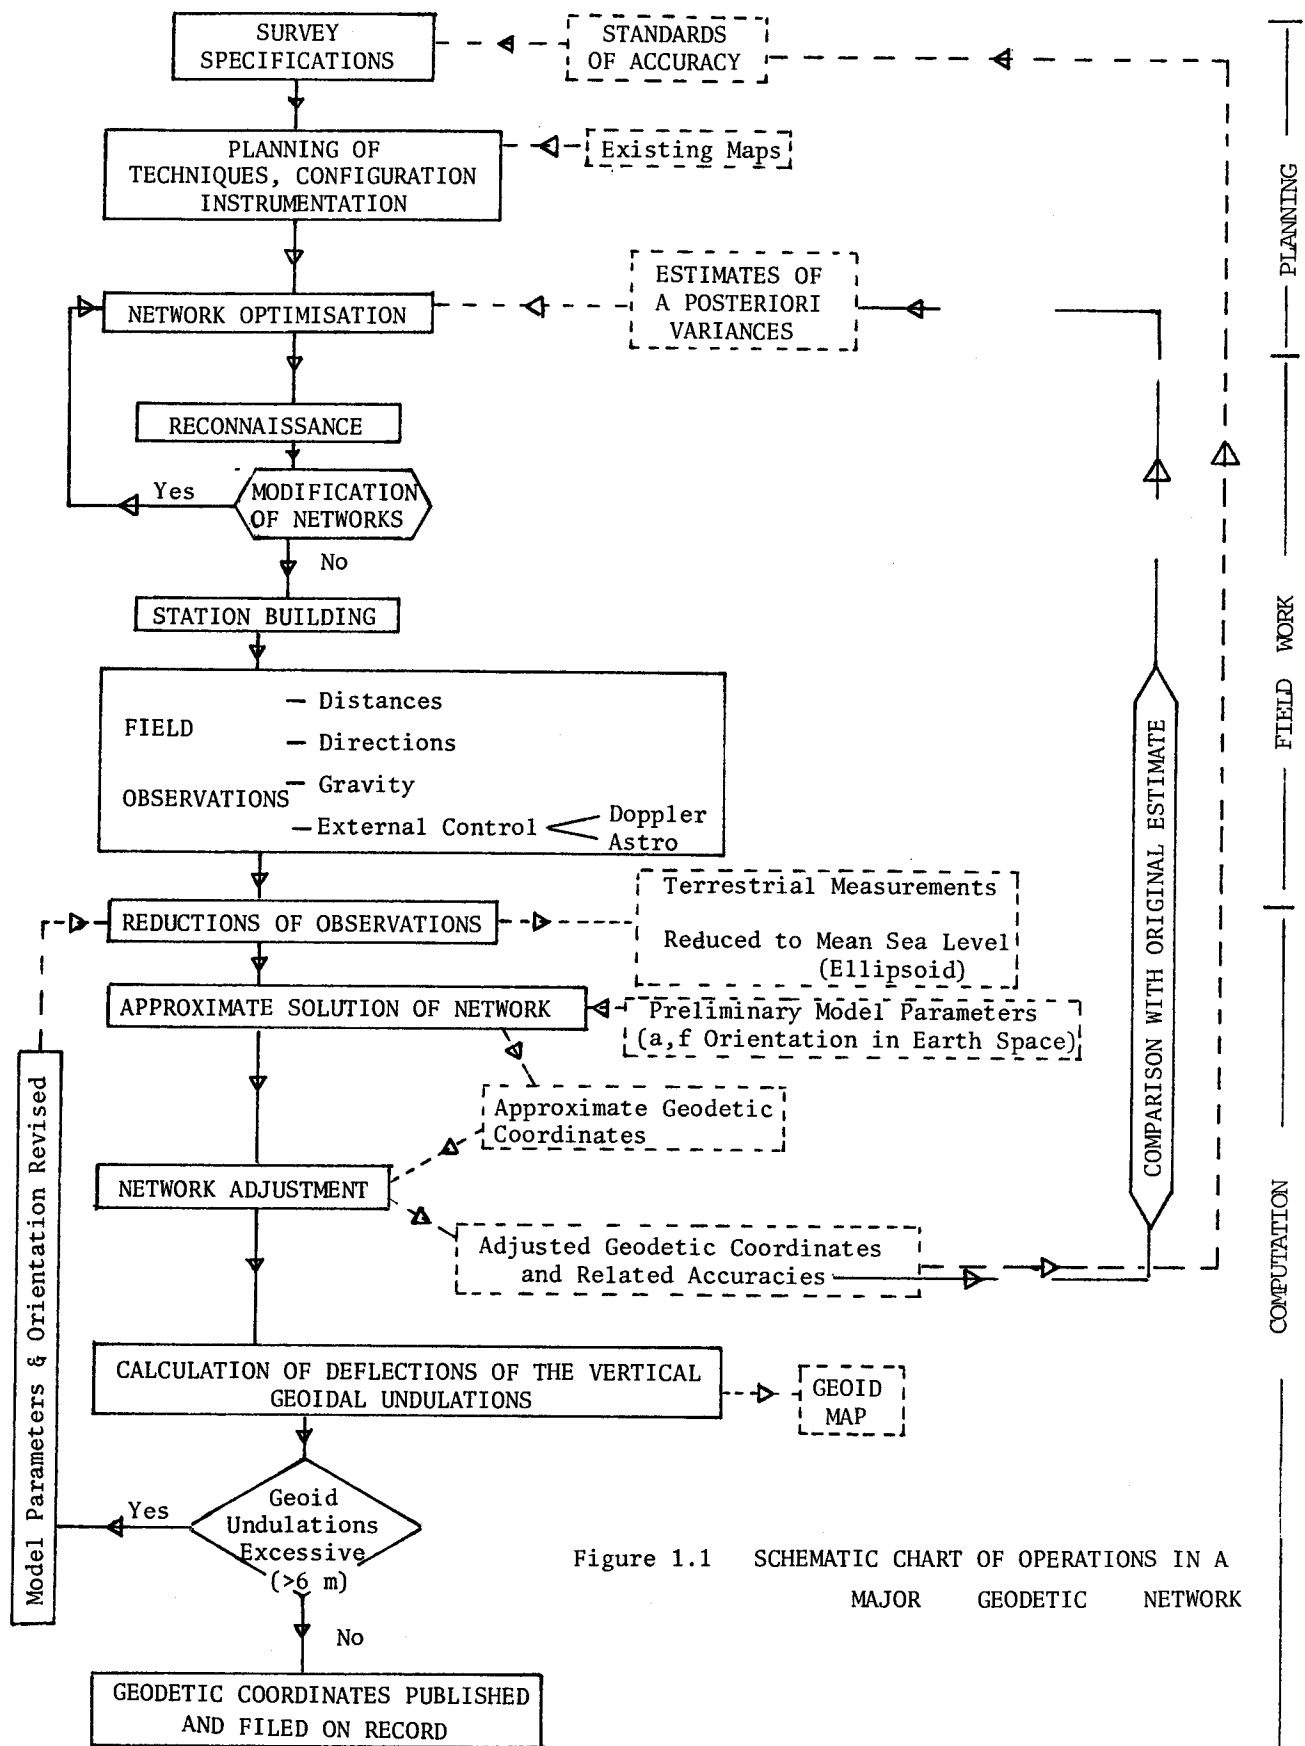 SURVEY
SPECIFICATIONS
STANDARDS
OF ACCURACY
PLANNING OF
TECHNIQUES, CONFIGURATION
INSTRUMENTATION
Existing Maps
NETWORK OPTIMISATION
ESTIMATES OF
A POSTERIORI
VARIANCES
RECONNAISSANCE
MODIFICATION
OF NETWORKS
Yes
No
STATION BUILDING
FIELD
OBSERVATIONS
— Distances
— Directions
— Gravity
— External Control
Doppler
Astro
REDUCTIONS OF OBSERVATIONS
Terrestrial Measurements
Reduced to Mean Sea Level
(Ellipsoid)
APPROXIMATE SOLUTION OF NETWORK
Preliminary Model Parameters
(a,f Orientation in Earth Space)
Approximate Geodetic
Coordinates
NETWORK ADJUSTMENT
Adjusted Geodetic Coordinates
and Related Accuracies
CALCULATION OF DEFLECTIONS OF THE VERTICAL
GEOIDAL UNDULATIONS
GEOID
MAP
Geoid
Undulations
Excessive
(>6 m)
Yes
No
GEODETIC COORDINATES PUBLISHED
AND FILED ON RECORD
Model Parameters & Orientation Revised
COMPARISON WITH ORIGINAL ESTIMATE
PLANNING
FIELD WORK
COMPUTATION
Figure 1.1 SCHEMATIC CHART OF OPERATIONS IN A
MAJOR GEODETIC NETWORK